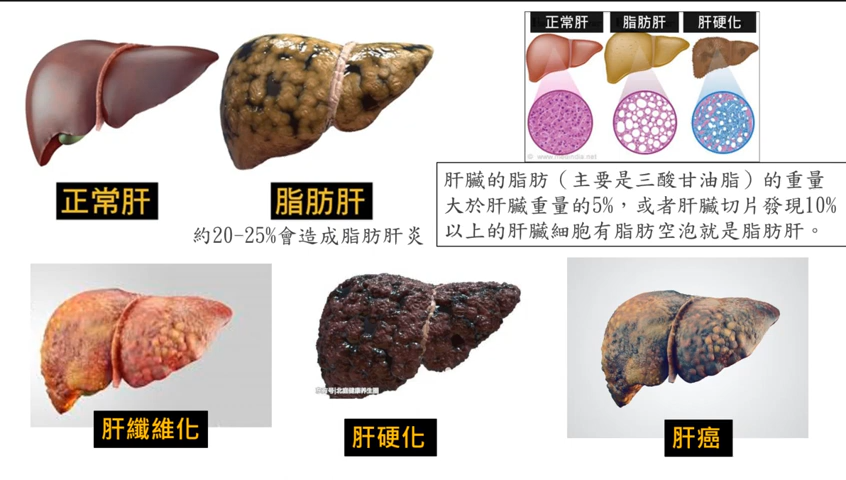 正常肝
脂肪肝
肝硬化
正常肝
脂肪肝
約20-25%會造成脂肪肝炎
肝臟的脂肪（主要是三酸甘油脂）的重量
大於肝臟重量的5%，或者肝臟切片發現10%
以上的肝臟細胞有脂肪空泡就是脂肪肝。
肝纖維化
肝硬化
肝癌